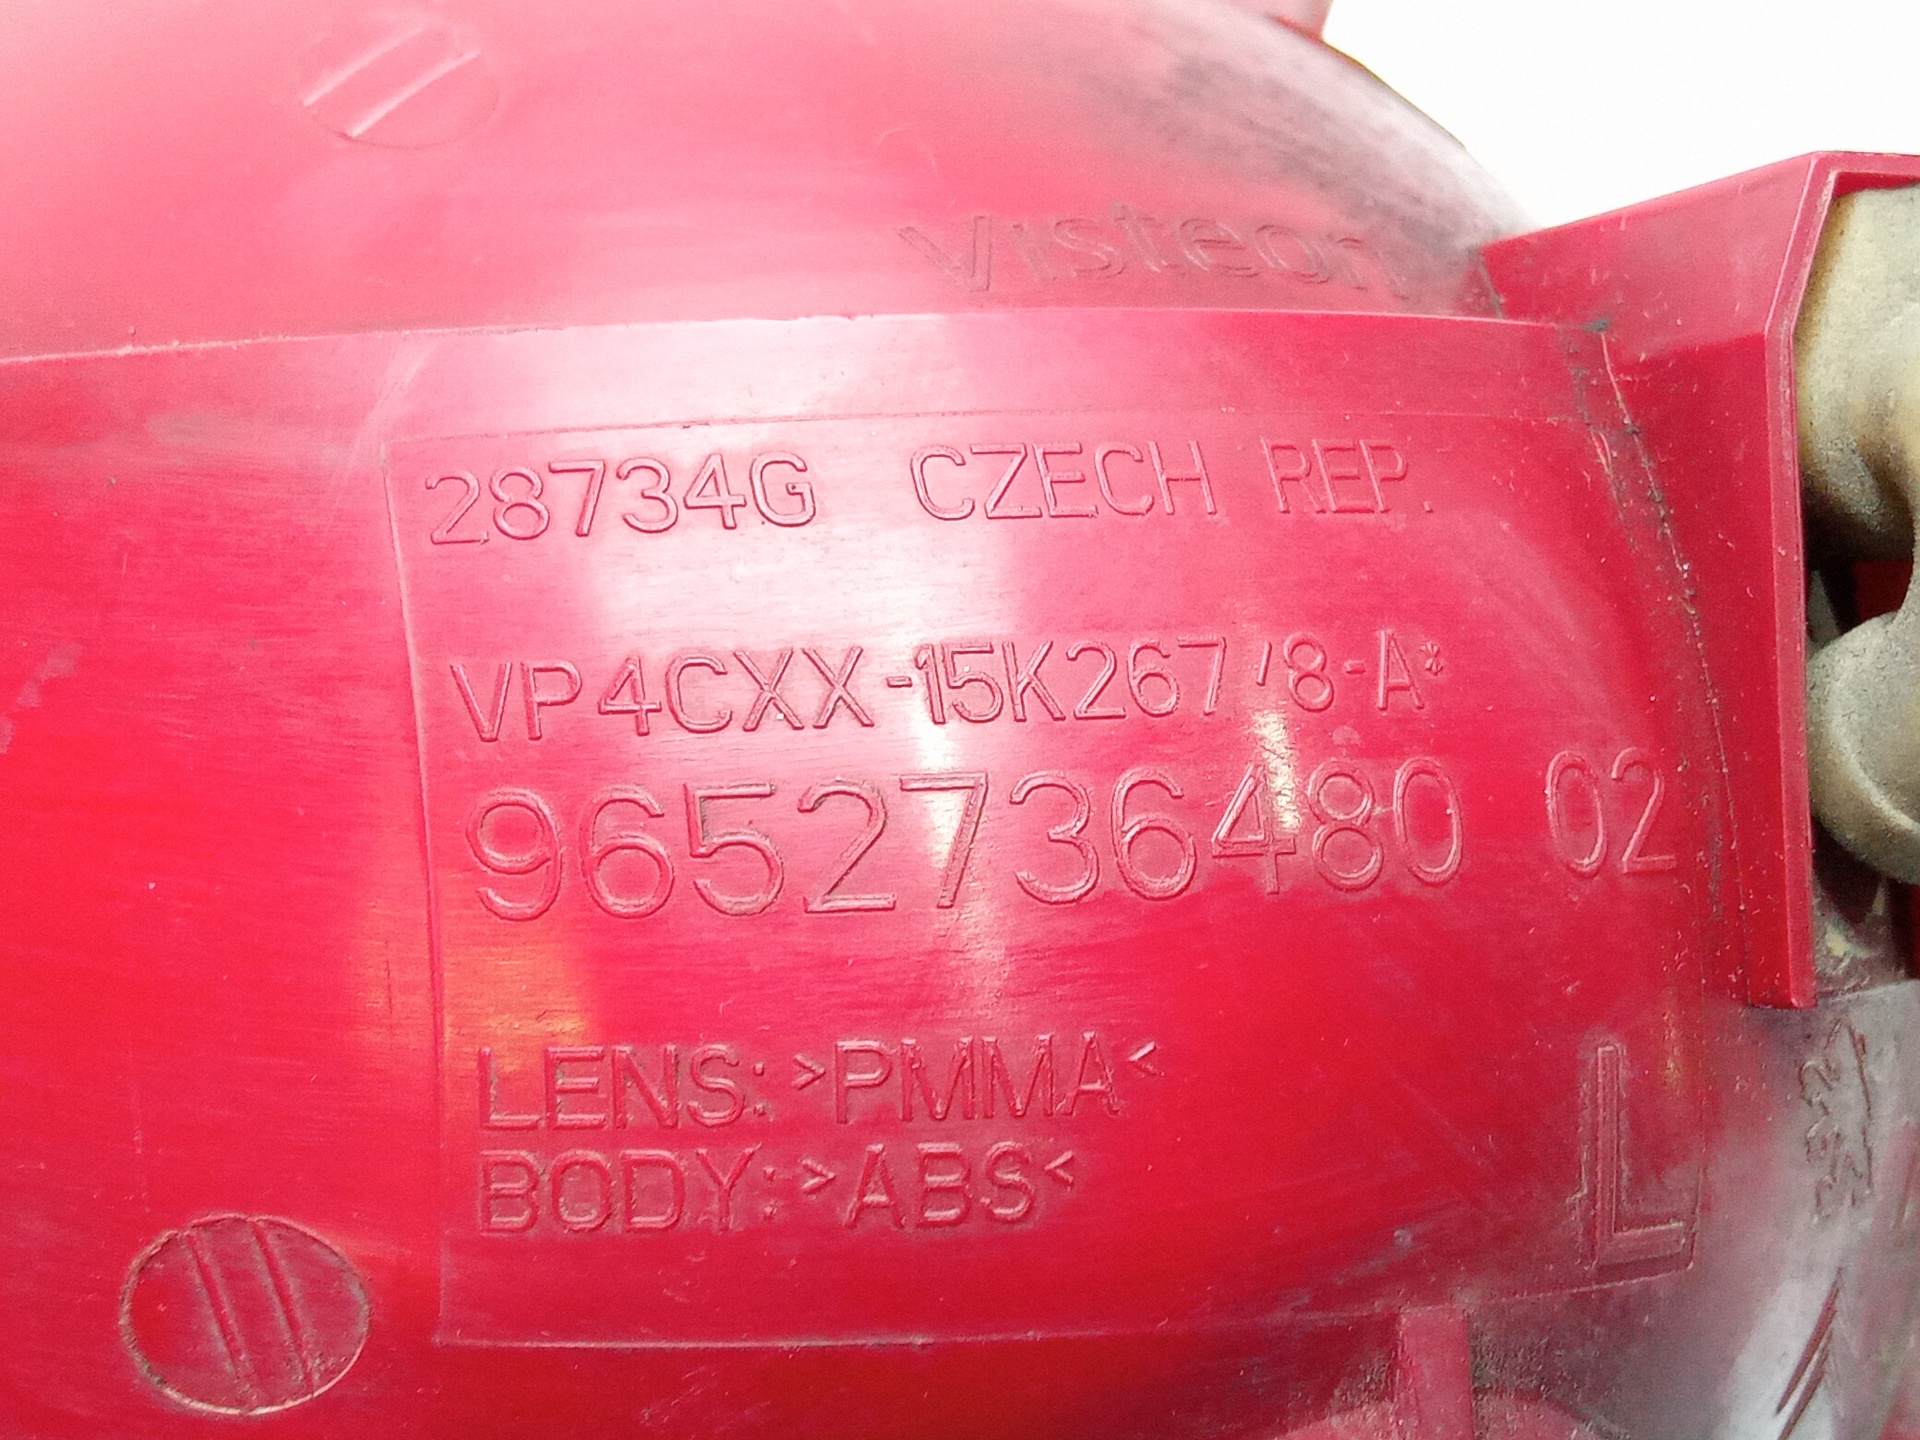 Visteon
28734G CZECH REP.
VP4CXX-15K267/8-A*
9652736480 02
LENS: >PMMA<
BODY: >ABS<
L